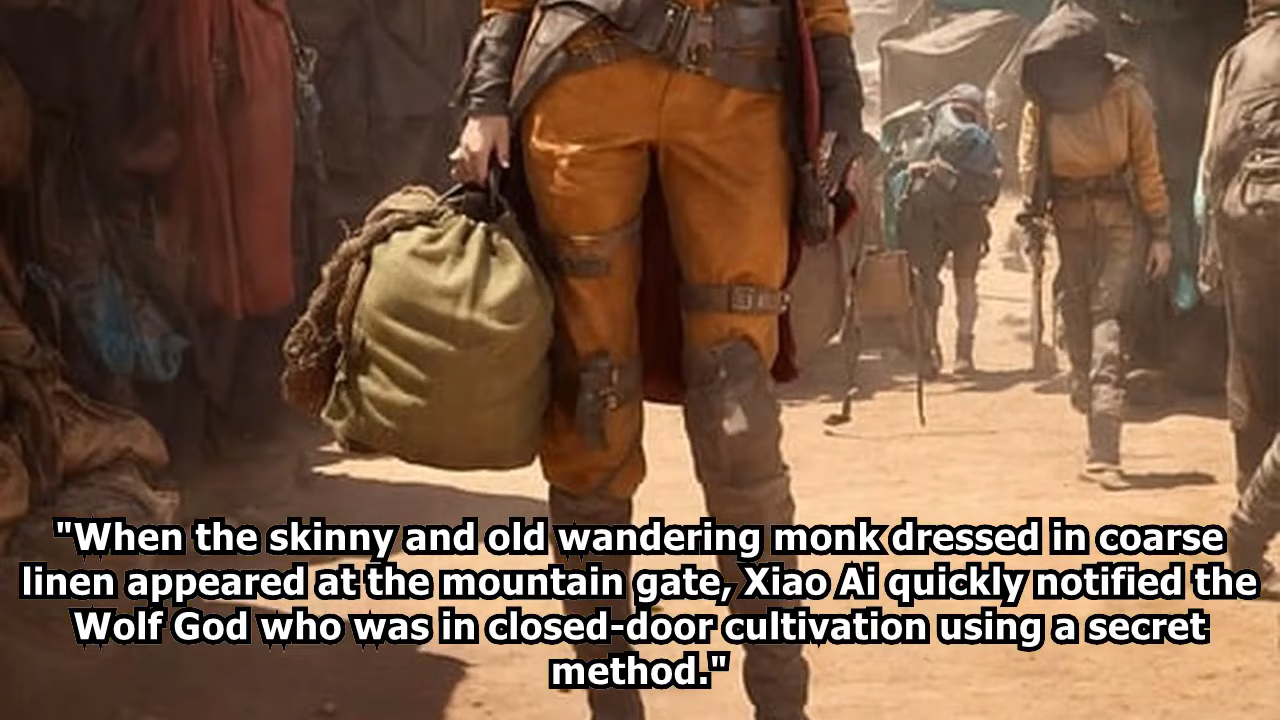 "When the skinny and old wandering monk dressed in coarse
linen appeared at the mountain gate, Xiao Ai quickly notified the
Wolf God who was in closed-door cultivation using a secret
method."